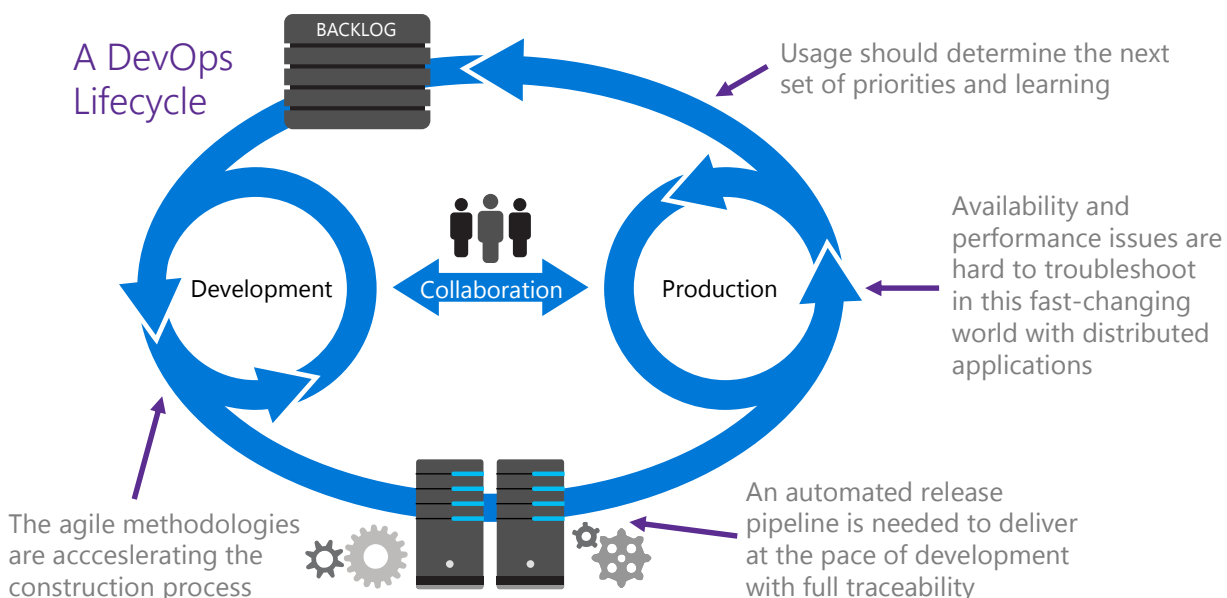 A DevOps
Lifecycle
BACKLOG
Usage should determine the next
set of priorities and learning
Availability and
performance issues are
hard to troubleshoot
in this fast-changing
world with distributed
applications
Development
Collaboration
Production
The agile methodologies
are accceslerating the
construction process
An automated release
pipeline is needed to deliver
at the pace of development
with full traceability